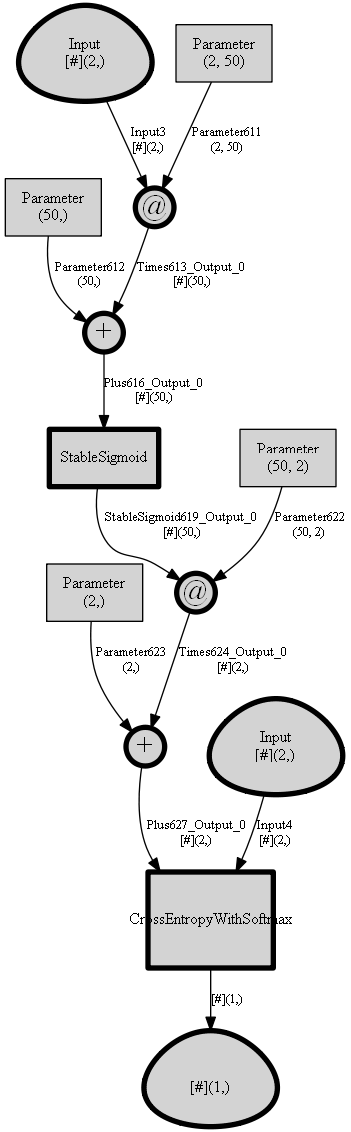 Input
[#](2,)
Parameter
(2, 50)
Input3
[#](2,)
Parameter611
(2, 50)
Parameter
(50,)
@
Parameter612
(50,)
Times613_Output_0
[#](50,)
+
Plus616_Output_0
[#](50,)
StableSigmoid
Parameter
(50, 2)
StableSigmoid619_Output_0
[#](50,)
Parameter622
(50, 2)
Parameter
(2,)
@
Parameter623
(2,)
Times624_Output_0
[#](2,)
Input
[#](2,)
+
Plus627_Output_0
[#](2,)
Input4
[#](2,)
CrossEntropyWithSoftmax
[#](1,)
[#](1,)